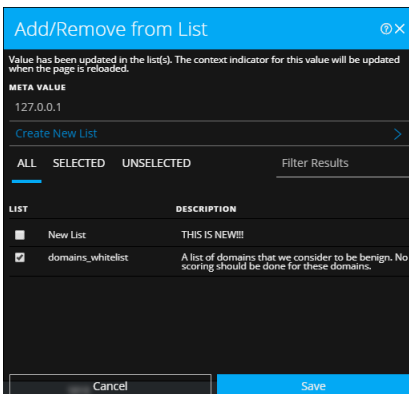 Add/Remove from List
Value has been updated in the list(s). The context indicator for this value will be updated
when the page is reloaded.
META VALUE
127.0.0.1
Create New List
ALL SELECTED UNSELECTED Filter Results
LIST DESCRIPTION
New List THIS IS NEW!!!
domains_whitelist A list of domains that we consider to be benign. No
scoring should be done for these domains.
Cancel Save